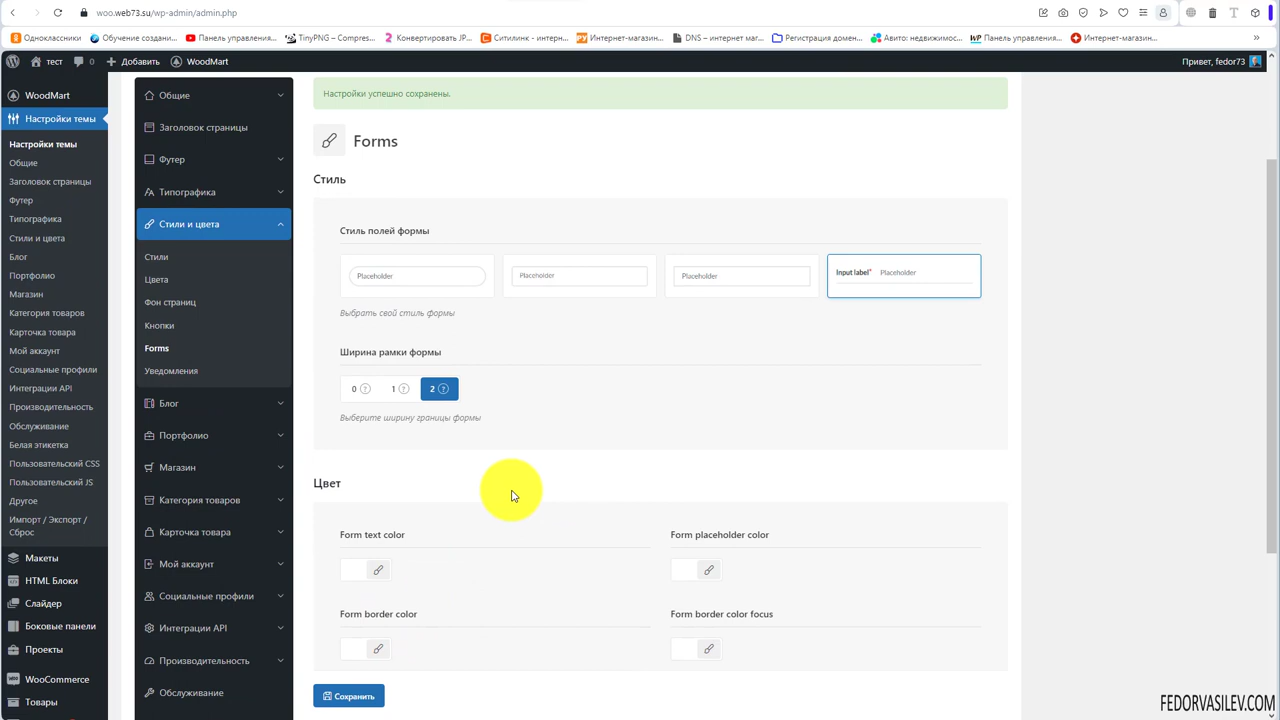 woo.web73.su/wp-admin/admin.php
Одноклассники
Обучение создани...
Панель управления...
TinyPNG – Compres...
Конвертировать JP...
Ситилинк - интерн...
Интернет-магазин...
DNS – интернет маг...
Регистрация домен...
Авито: недвижимос...
Панель управления...
Интернет-магазин...
тест
0
Добавить
WoodMart
Привет, fedor73
WoodMart
Настройки темы
Настройки темы
Общие
Заголовок страницы
Футер
Типографика
Стили и цвета
Блог
Портфолио
Магазин
Категория товаров
Карточка товара
Мой аккаунт
Социальные профили
Интеграции API
Производительность
Обслуживание
Белая этикетка
Пользовательский CSS
Пользовательский JS
Другое
Импорт / Экспорт /
Сброс
Макеты
HTML Блоки
Слайдер
Боковые панели
Проекты
WooCommerce
Товары
Общие
Заголовок страницы
Футер
Типографика
Стили и цвета
Стили
Цвета
Фон страниц
Кнопки
Forms
Уведомления
Блог
Портфолио
Магазин
Категория товаров
Карточка товара
Мой аккаунт
Социальные профили
Интеграции API
Производительность
Обслуживание
Настройки успешно сохранены.
Forms
Стиль
Стиль полей формы
Placeholder
Placeholder
Placeholder
Input label* Placeholder
Выбрать свой стиль формы
Ширина рамки формы
0 ? 1 ? 2 ?
Выберите ширину границы формы
Цвет
Form text color
Form placeholder color
Form border color
Form border color focus
Сохранить
FEDORVASILEV.COM